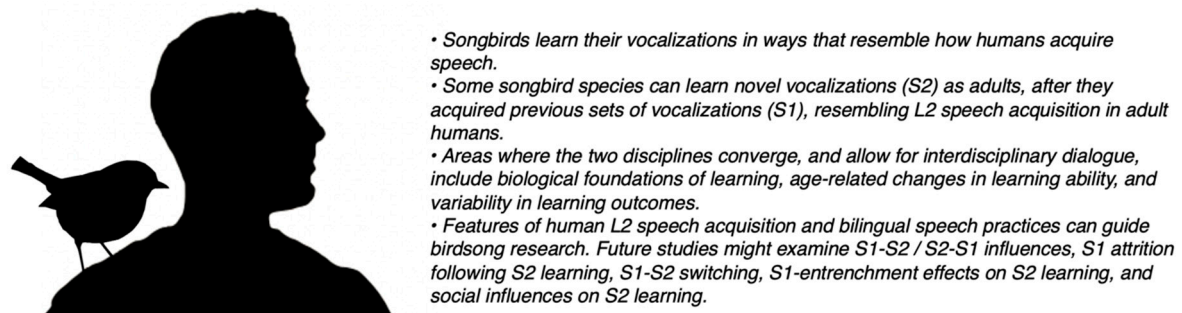 • Songbirds learn their vocalizations in ways that resemble how humans acquire
speech.
• Some songbird species can learn novel vocalizations (S2) as adults, after they
acquired previous sets of vocalizations (S1), resembling L2 speech acquisition in adult
humans.
• Areas where the two disciplines converge, and allow for interdisciplinary dialogue,
include biological foundations of learning, age-related changes in learning ability, and
variability in learning outcomes.
• Features of human L2 speech acquisition and bilingual speech practices can guide
birdsong research. Future studies might examine S1-S2 / S2-S1 influences, S1 attrition
following S2 learning, S1-S2 switching, S1-entrenchment effects on S2 learning, and
social influences on S2 learning.